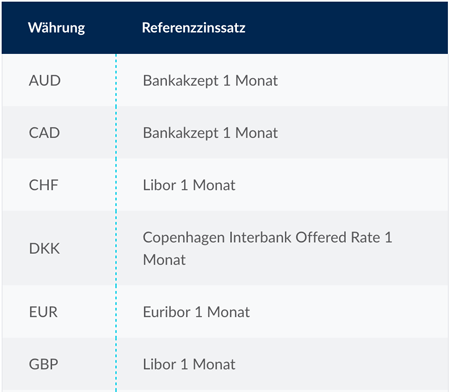 Währung Referenzzinssatz
AUD Bankakzept 1 Monat
CAD Bankakzept 1 Monat
CHF Libor 1 Monat
DKK Copenhagen Interbank Offered Rate 1
Monat
EUR Euribor 1 Monat
GBP Libor 1 Monat